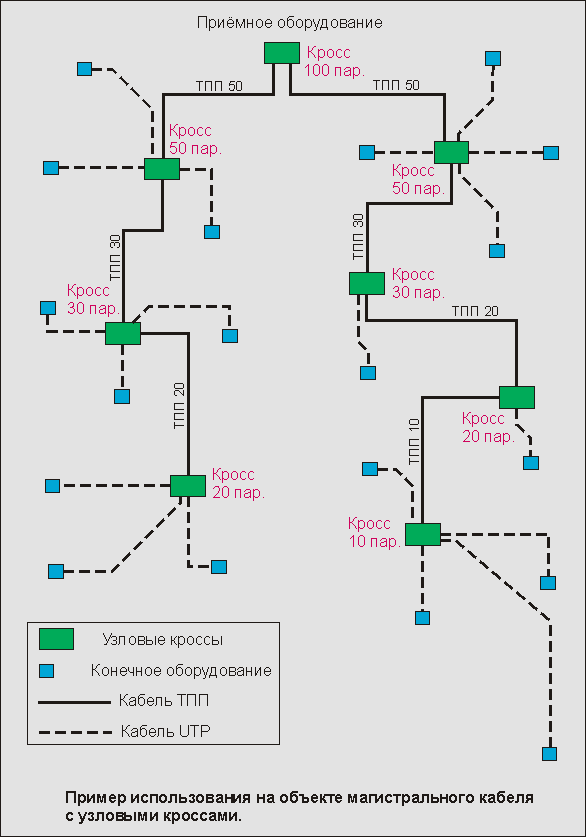 Приёмное оборудование
Кросс
100 пар.
ТПП 50
ТПП 50
Кросс
50 пар.
Кросс
50 пар.
ТПП 30
ТПП 30
Кросс
30 пар.
Кросс
30 пар.
ТПП 20
ТПП 20
ТПП 10
Кросс
20 пар.
Кросс
20 пар.
Кросс
10 пар.
Узловые кроссы
Конечное оборудование
Кабель ТПП
Кабель UTP
Пример использования на объекте магистрального кабеля
с узловыми кроссами.